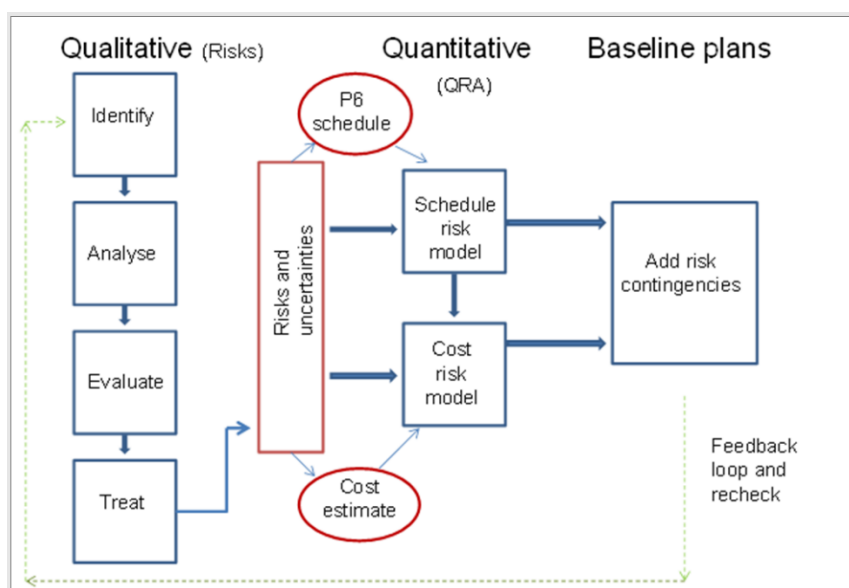 Qualitative (Risks)
Quantitative
(QRA)
Baseline plans
Identify
Analyse
Evaluate
Treat
Risks and
uncertainties
P6
schedule
Schedule
risk
model
Cost
risk
model
Cost
estimate
Add risk
contingencies
Feedback
loop and
recheck